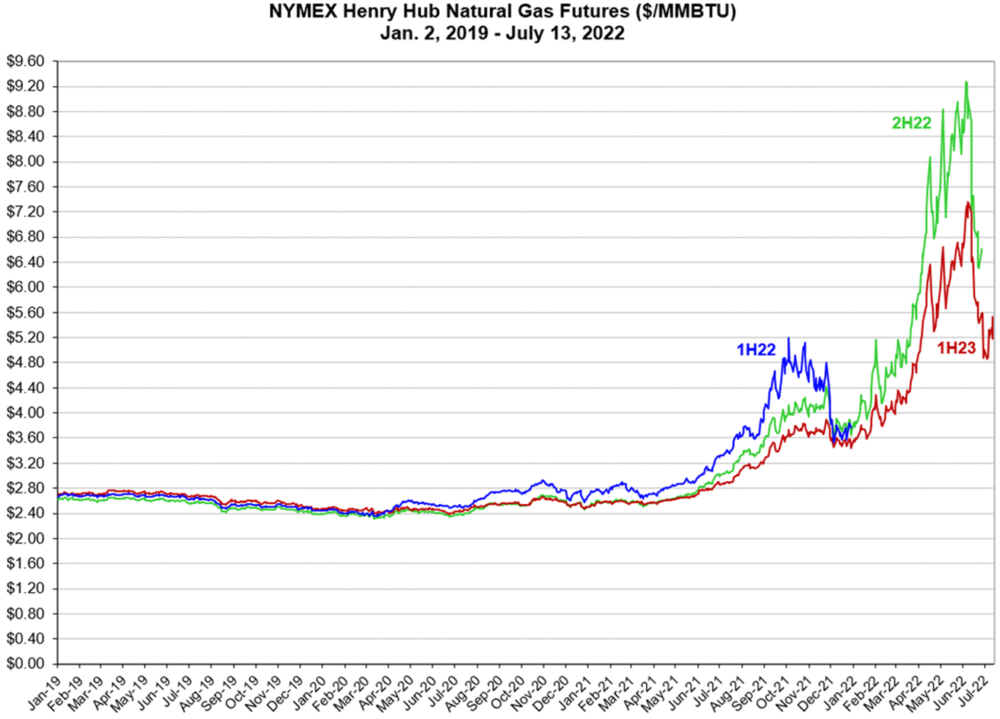 NYMEX Henry Hub Natural Gas Futures ($/MMBTU)
Jan. 2, 2019 - July 13, 2022
$9.60
$9.20
$8.80
$8.40
$8.00
$7.60
$7.20
$6.80
$6.40
$6.00
$5.60
$5.20
$4.80
$4.40
$4.00
$3.60
$3.20
$2.80
$2.40
$2.00
$1.60
$1.20
$0.80
$0.40
$0.00
2H22
1H22
1H23
Jan-19
Feb-19
Mar-19
Apr-19
May-19
Jun-19
Jul-19
Aug-19
Sep-19
Oct-19
Nov-19
Dec-19
Jan-20
Feb-20
Mar-20
Apr-20
May-20
Jun-20
Jul-20
Aug-20
Sep-20
Oct-20
Nov-20
Dec-20
Jan-21
Feb-21
Mar-21
Apr-21
May-21
Jun-21
Jul-21
Aug-21
Sep-21
Oct-21
Nov-21
Dec-21
Jan-22
Feb-22
Mar-22
Apr-22
May-22
Jun-22
Jul-22